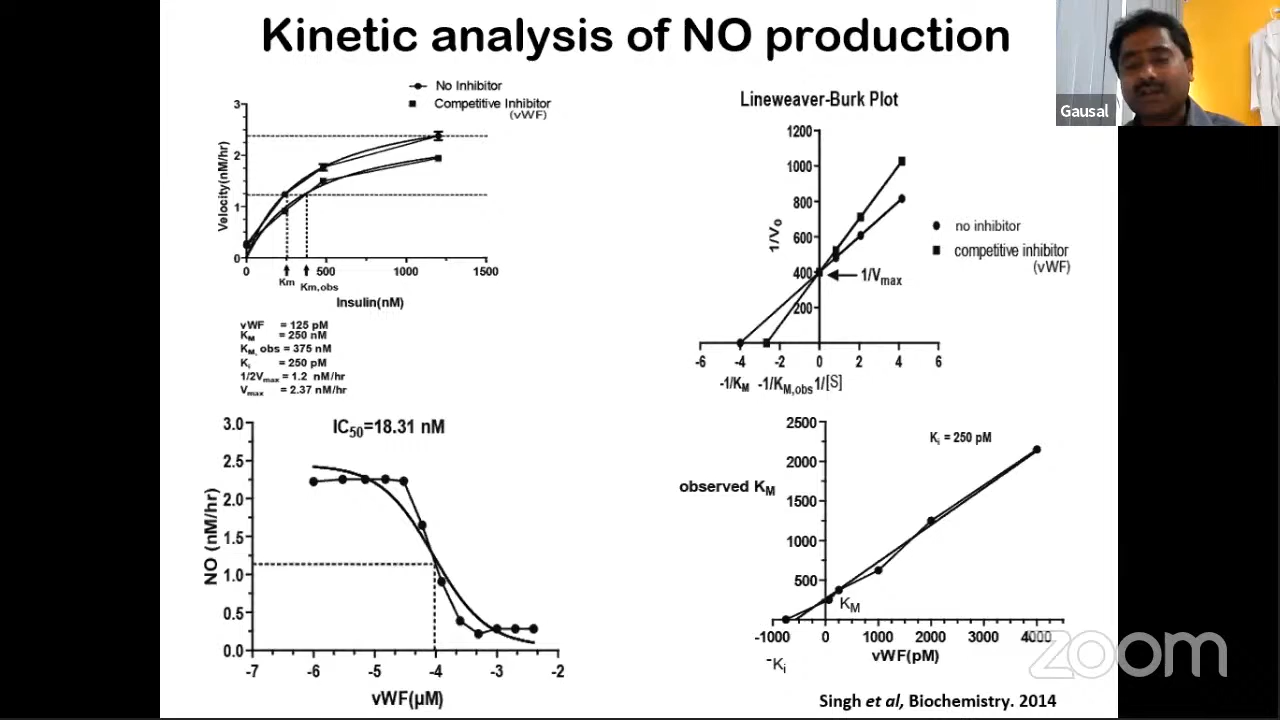 Kinetic analysis of NO production
Gausal
No Inhibitor
Competitive Inhibitor
(vWF)
3
2
1
0
Velocity(nM/hr)
0 500 1000 1500
Km Km,obs
Insulin(nM)
vWF = 125 pM
KM = 250 nM
KM, obs = 375 nM
Ki = 250 pM
1/2Vmax = 1.2 nM/hr
Vmax = 2.37 nM/hr
Lineweaver-Burk Plot
1200
1000
800
600
400
200
1/Vo
1/Vmax
no inhibitor
competitive inhibitor
(vWF)
-6 -4 -2 0 2 4 6
-1/KM -1/KM,obs 1/[S]
IC50=18.31 nM
3.0
2.5
2.0
1.5
1.0
0.5
0.0
NO (nM/hr)
-7 -6 -5 -4 -3 -2
vWF(µM)
2500
2000
1500
1000
500
Ki = 250 pM
observed KM
KM
-1000 0 1000 2000 3000 4000
vWF(pM)
-Ki
zoom
Singh et al, Biochemistry. 2014